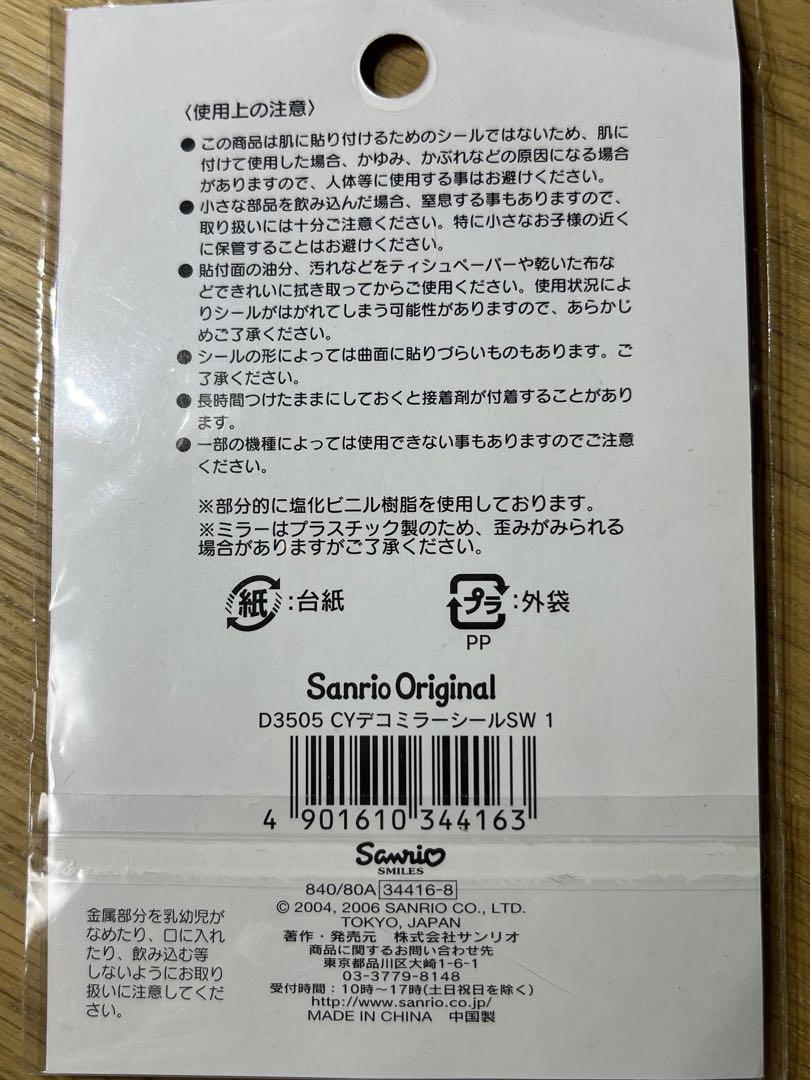 〈使用上の注意〉
●この商品は肌に貼り付けるためのシールではないため、肌に
付けて使用した場合、かゆみ、かぶれなどの原因になる場合
がありますので、人体等に使用する事はお避けください。
●小さな部品を飲み込んだ場合、窒息する事もありますので、
取り扱いには十分ご注意ください。特に小さなお子様の近く
に保管することはお避けください。
●貼付面の油分、汚れなどをティシュペーパーや乾いた布な
どできれいに拭き取ってからご使用ください。使用状況によ
りシールがはがれてしまう可能性がありますので、あらかじ
めご了承ください。
●シールの形によっては曲面に貼りづらいものもあります。ご
了承ください。
●長時間つけたままにしておくと接着剤が付着することがあり
ます。
●一部の機種によっては使用できない事もありますのでご注意
ください。
※部分的に塩化ビニル樹脂を使用しております。
※ミラーはプラスチック製のため、歪みがみられる
場合がありますがご了承ください。
紙:台紙
プラ:外袋
PP
Sanrio Original
D3505 CYデコミラーシールSW 1
4 901610 344163
Sanrio
SMILES
840/80A 34416-8
© 2004, 2006 SANRIO CO., LTD.
TOKYO, JAPAN
著作・発売元 株式会社サンリオ
商品に関するお問い合わせ先
東京都品川区大崎1-6-1
03-3779-8148
受付時間：10時～17時(土日祝日を除く)
http://www.sanrio.co.jp/
MADE IN CHINA 中国製
金属部分を乳幼児が
なめたり、口に入れ
たり、飲み込む等
しないようにお取り
扱いに注意してくだ
さい。